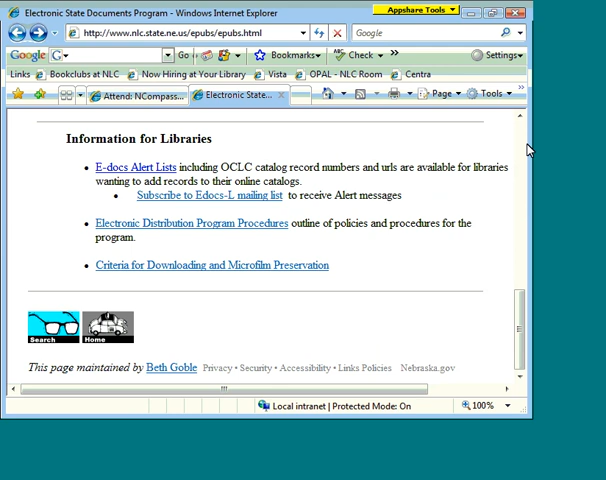 Electronic State Documents Program - Windows Internet Explorer
Appshare Tools
http://www.nlc.state.ne.us/epubs/epubs.html
Google
Google G Go Bookmarks Check » Settings
Links Bookclubs at NLC Now Hiring at Your Library Vista OPAL - NLC Room Centra
Attend: NCompass... Electronic State... Page Tools »
Information for Libraries
• E-docs Alert Lists including OCLC catalog record numbers and urls are available for libraries
wanting to add records to their online catalogs.
• Subscribe to Edocs-L mailing list to receive Alert messages
• Electronic Distribution Program Procedures outline of policies and procedures for the
program.
• Criteria for Downloading and Microfilm Preservation
Search Home
This page maintained by Beth Goble Privacy • Security • Accessibility • Links Policies Nebraska.gov
Local intranet | Protected Mode: On 100%